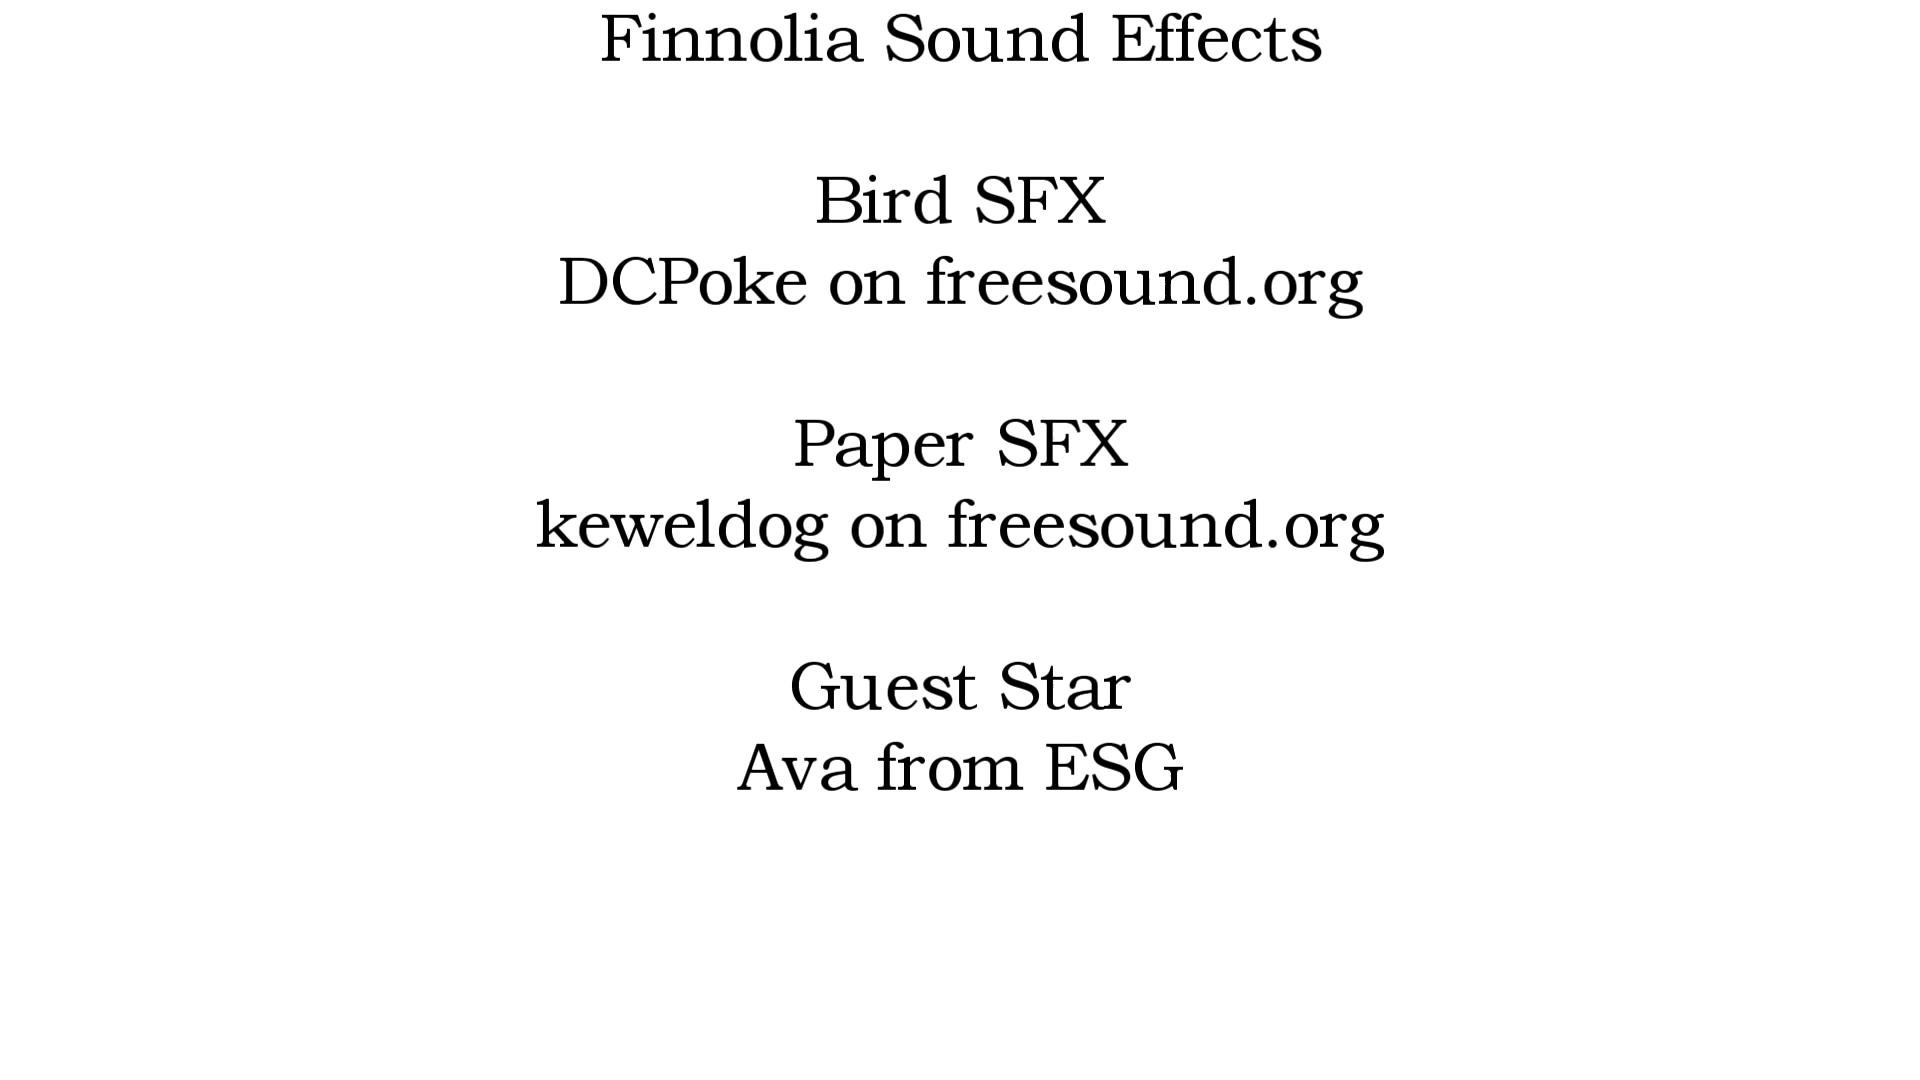 Finnolia Sound Effects
Bird SFX
DCPoke on freesound.org
Paper SFX
keweldog on freesound.org
Guest Star
Ava from ESG